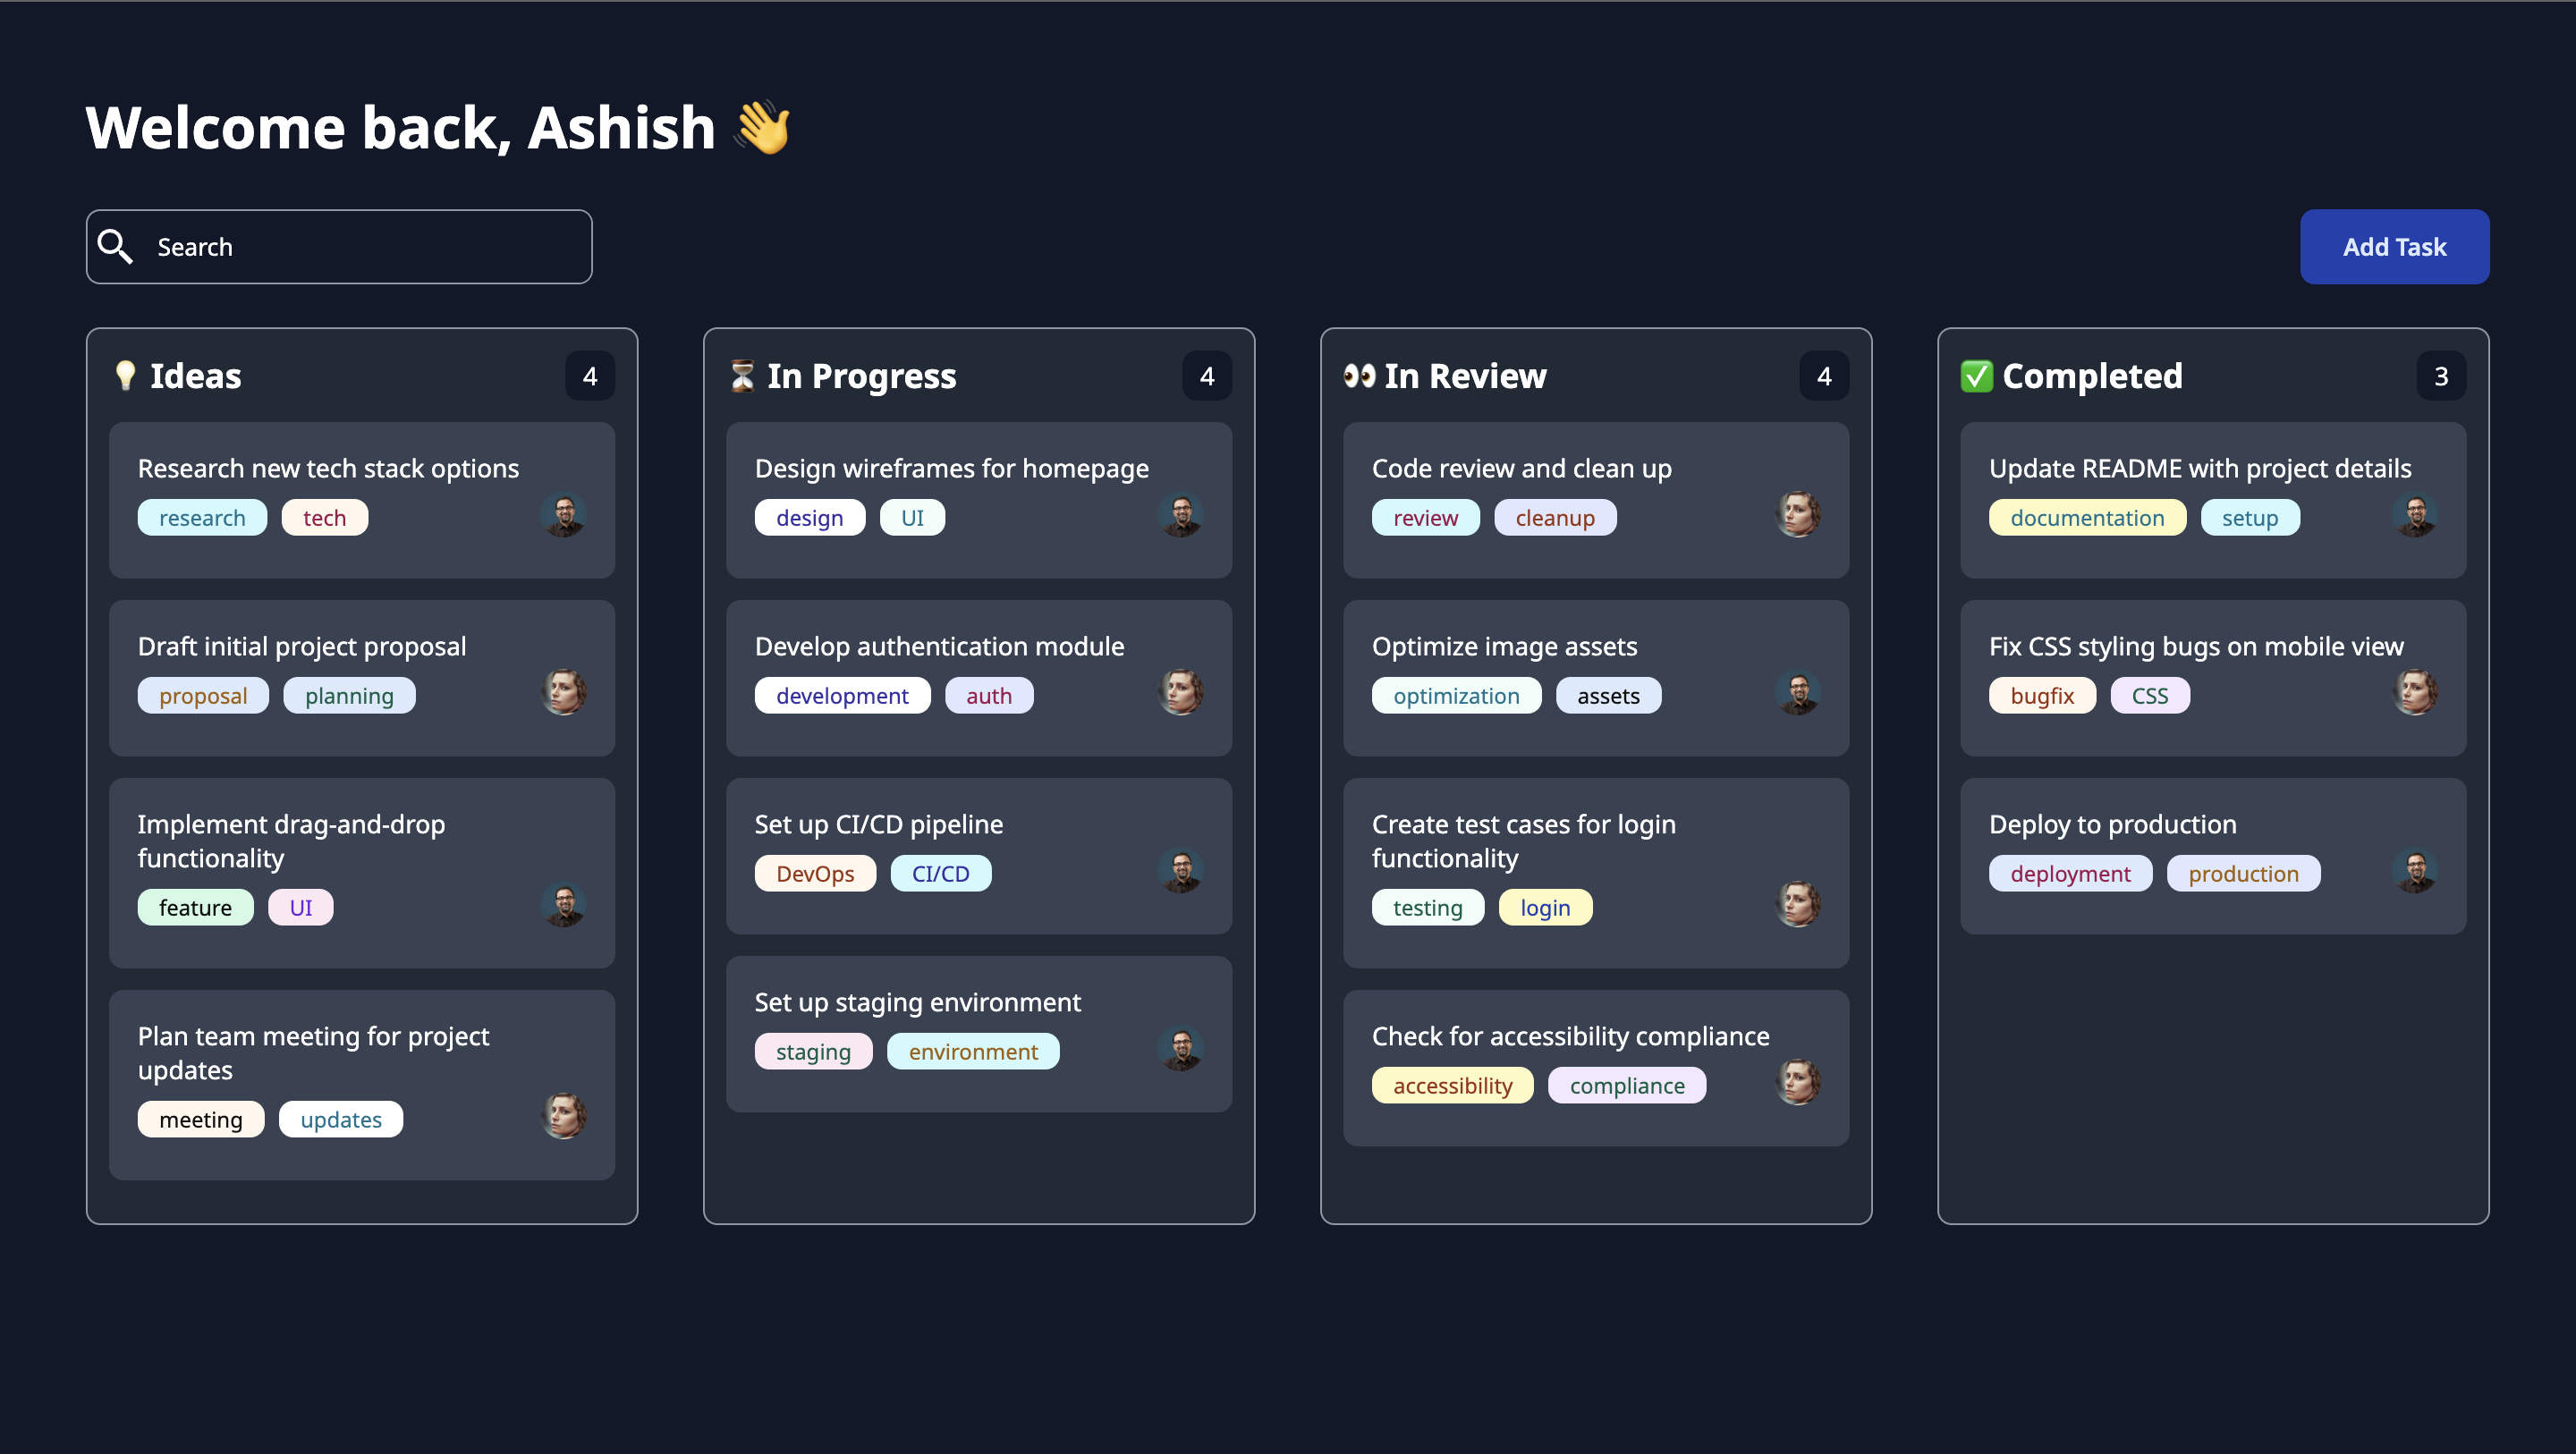 Welcome back, Ashish 👋
Search
Add Task
💡 Ideas
4
Research new tech stack options
research
tech
Draft initial project proposal
proposal
planning
Implement drag-and-drop
functionality
feature
UI
Plan team meeting for project
updates
meeting
updates
⏳ In Progress
4
Design wireframes for homepage
design
UI
Develop authentication module
development
auth
Set up CI/CD pipeline
DevOps
CI/CD
Set up staging environment
staging
environment
👀 In Review
4
Code review and clean up
review
cleanup
Optimize image assets
optimization
assets
Create test cases for login
functionality
testing
login
Check for accessibility compliance
accessibility
compliance
✅ Completed
3
Update README with project details
documentation
setup
Fix CSS styling bugs on mobile view
bugfix
CSS
Deploy to production
deployment
production